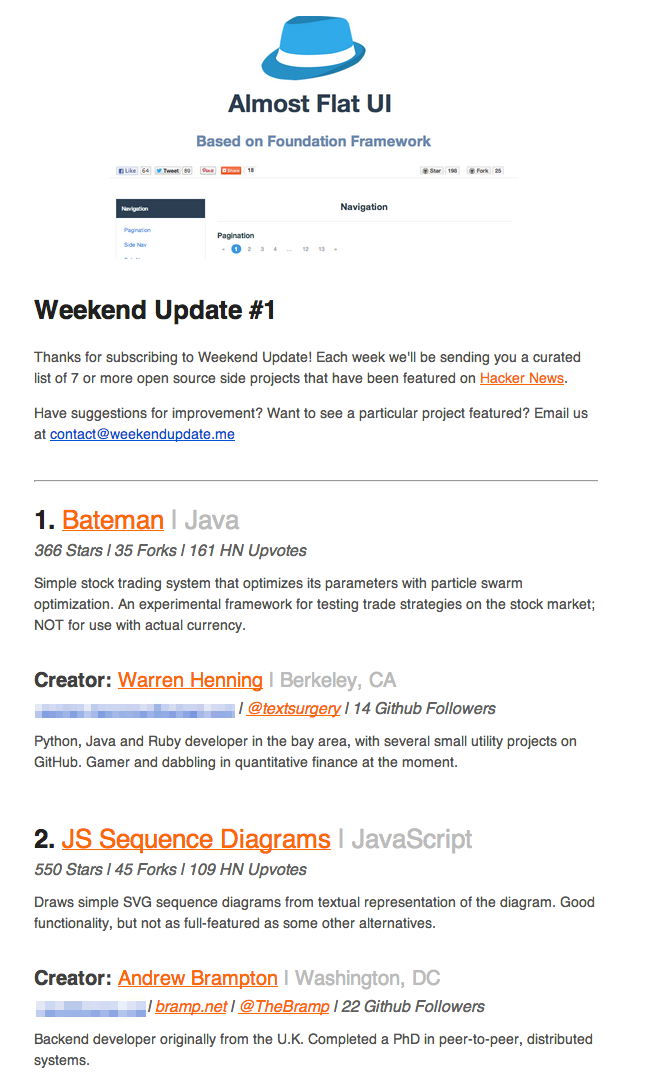 Almost Flat UI
Based on Foundation Framework
Like 64 Tweet 89 Pin it Share 18 Star 198 Fork 25
Navigation
Navigation
Pagination
Pagination
Side Nav
« 1 2 3 4 ... 12 13 »
Weekend Update #1
Thanks for subscribing to Weekend Update! Each week we'll be sending you a curated
list of 7 or more open source side projects that have been featured on Hacker News.
Have suggestions for improvement? Want to see a particular project featured? Email us
at contact@weekendupdate.me
1. Bateman | Java
366 Stars | 35 Forks | 161 HN Upvotes
Simple stock trading system that optimizes its parameters with particle swarm
optimization. An experimental framework for testing trade strategies on the stock market;
NOT for use with actual currency.
Creator: Warren Henning | Berkeley, CA
| @textsurgery | 14 Github Followers
Python, Java and Ruby developer in the bay area, with several small utility projects on
GitHub. Gamer and dabbling in quantitative finance at the moment.
2. JS Sequence Diagrams | JavaScript
550 Stars | 45 Forks | 109 HN Upvotes
Draws simple SVG sequence diagrams from textual representation of the diagram. Good
functionality, but not as full-featured as some other alternatives.
Creator: Andrew Brampton | Washington, DC
| bramp.net | @TheBramp | 22 Github Followers
Backend developer originally from the U.K. Completed a PhD in peer-to-peer, distributed
systems.